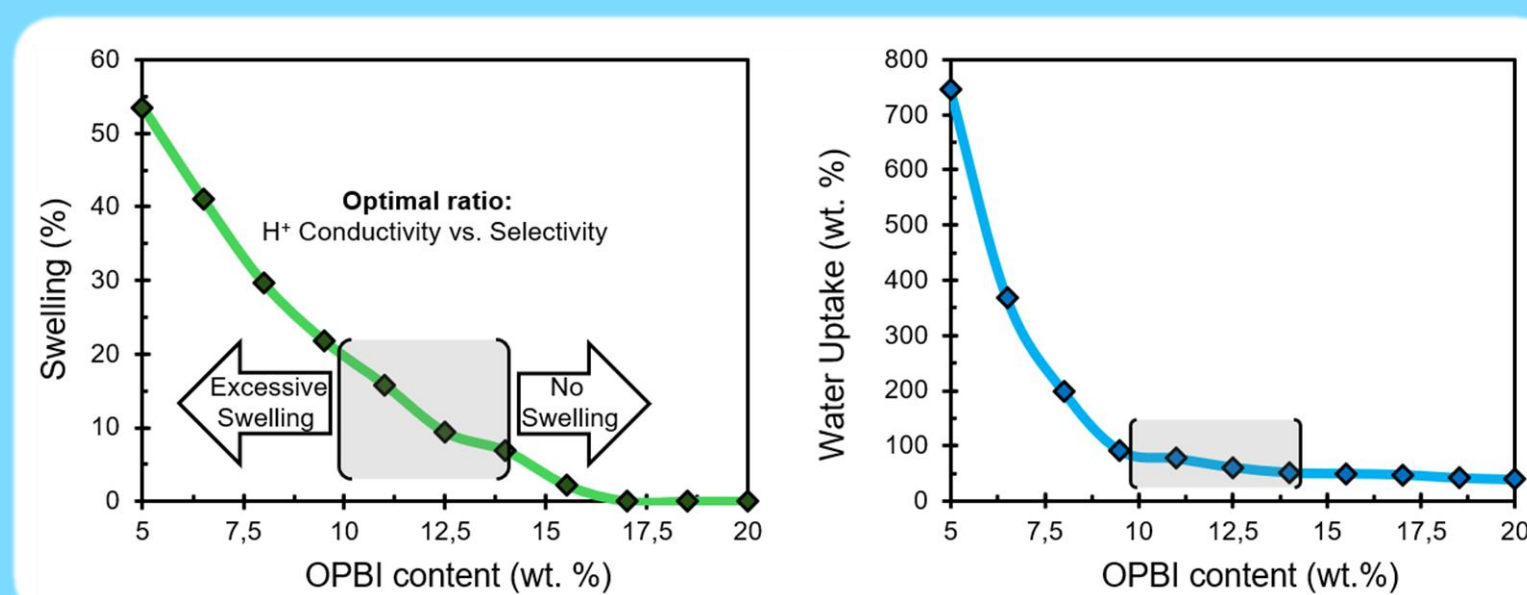 60
50
40
30
20
10
0
Swelling (%)
Optimal ratio:
H⁺ Conductivity vs. Selectivity
Excessive
Swelling
No
Swelling
5 7,5 10 12,5 15 17,5 20
OPBI content (wt. %)
800
700
600
500
400
300
200
100
0
Water Uptake (wt. %)
5 7,5 10 12,5 15 17,5 20
OPBI content (wt.%)